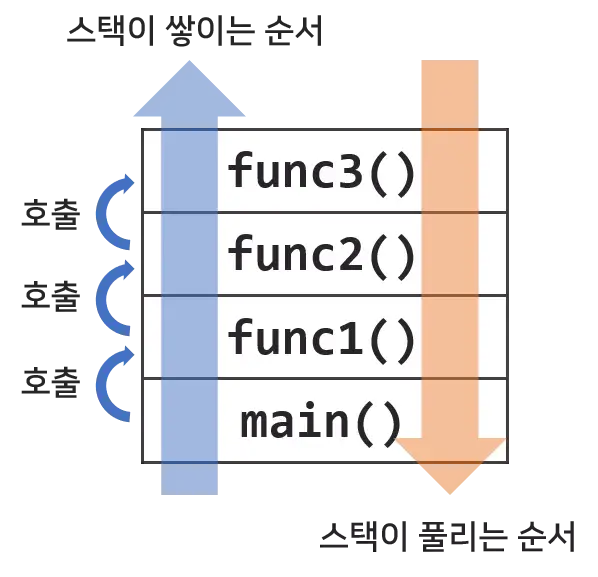 스택이 쌓이는 순서
func3()
호출
func2()
호출
func1()
호출
main()
스택이 풀리는 순서